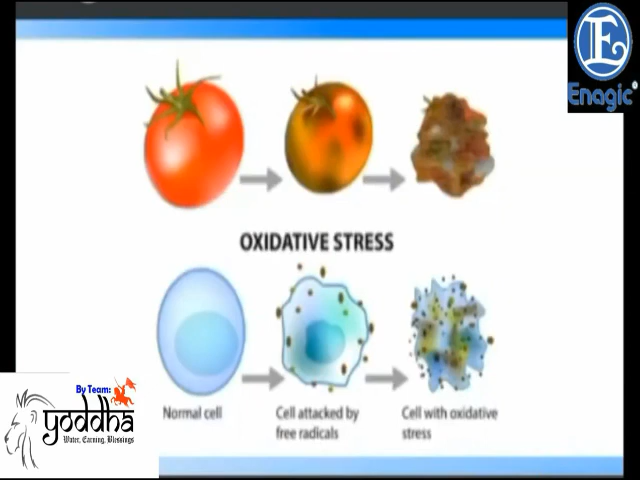 Enagic®
OXIDATIVE STRESS
Normal cell
Cell attacked by
free radicals
Cell with oxidative
stress
By Team:
yoddha
Water, Earning, Blessings